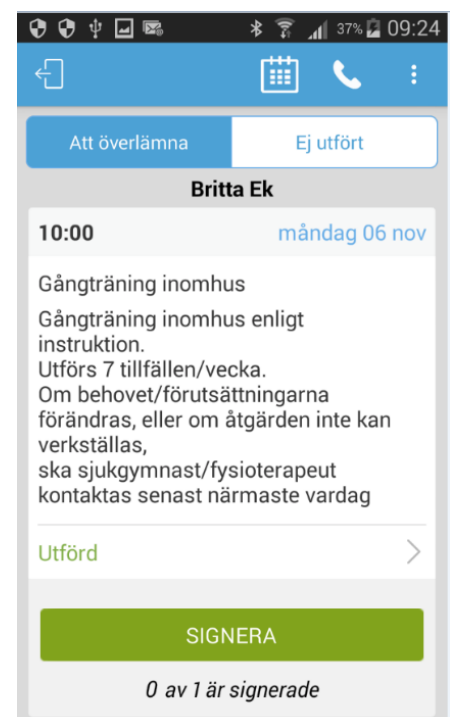 37% 09:24
Att överlämna Ej utfört
Britta Ek
10:00 måndag 06 nov
Gångträning inomhus
Gångträning inomhus enligt
instruktion.
Utförs 7 tillfällen/vecka.
Om behovet/förutsättningarna
förändras, eller om åtgärden inte kan
verkställas,
ska sjukgymnast/fysioterapeut
kontaktas senast närmaste vardag
Utförd
SIGNERA
0 av 1 är signerade